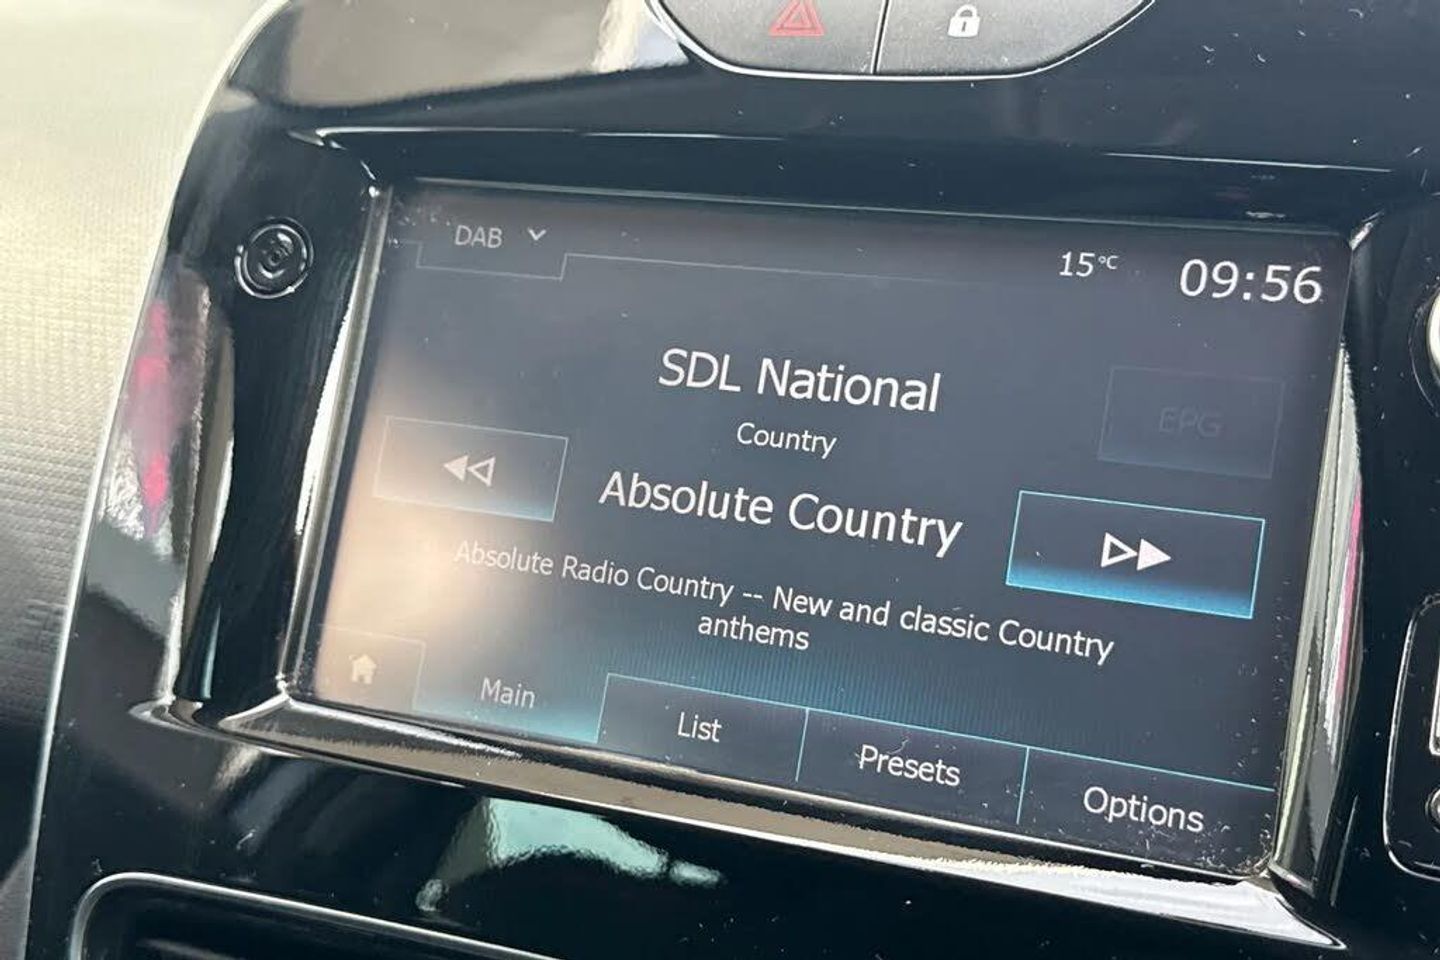 DAB
15°C
09:56
SDL National
Country
EPG
Absolute Country
Absolute Radio Country -- New and classic Country
anthems
Main
List
Presets
Options